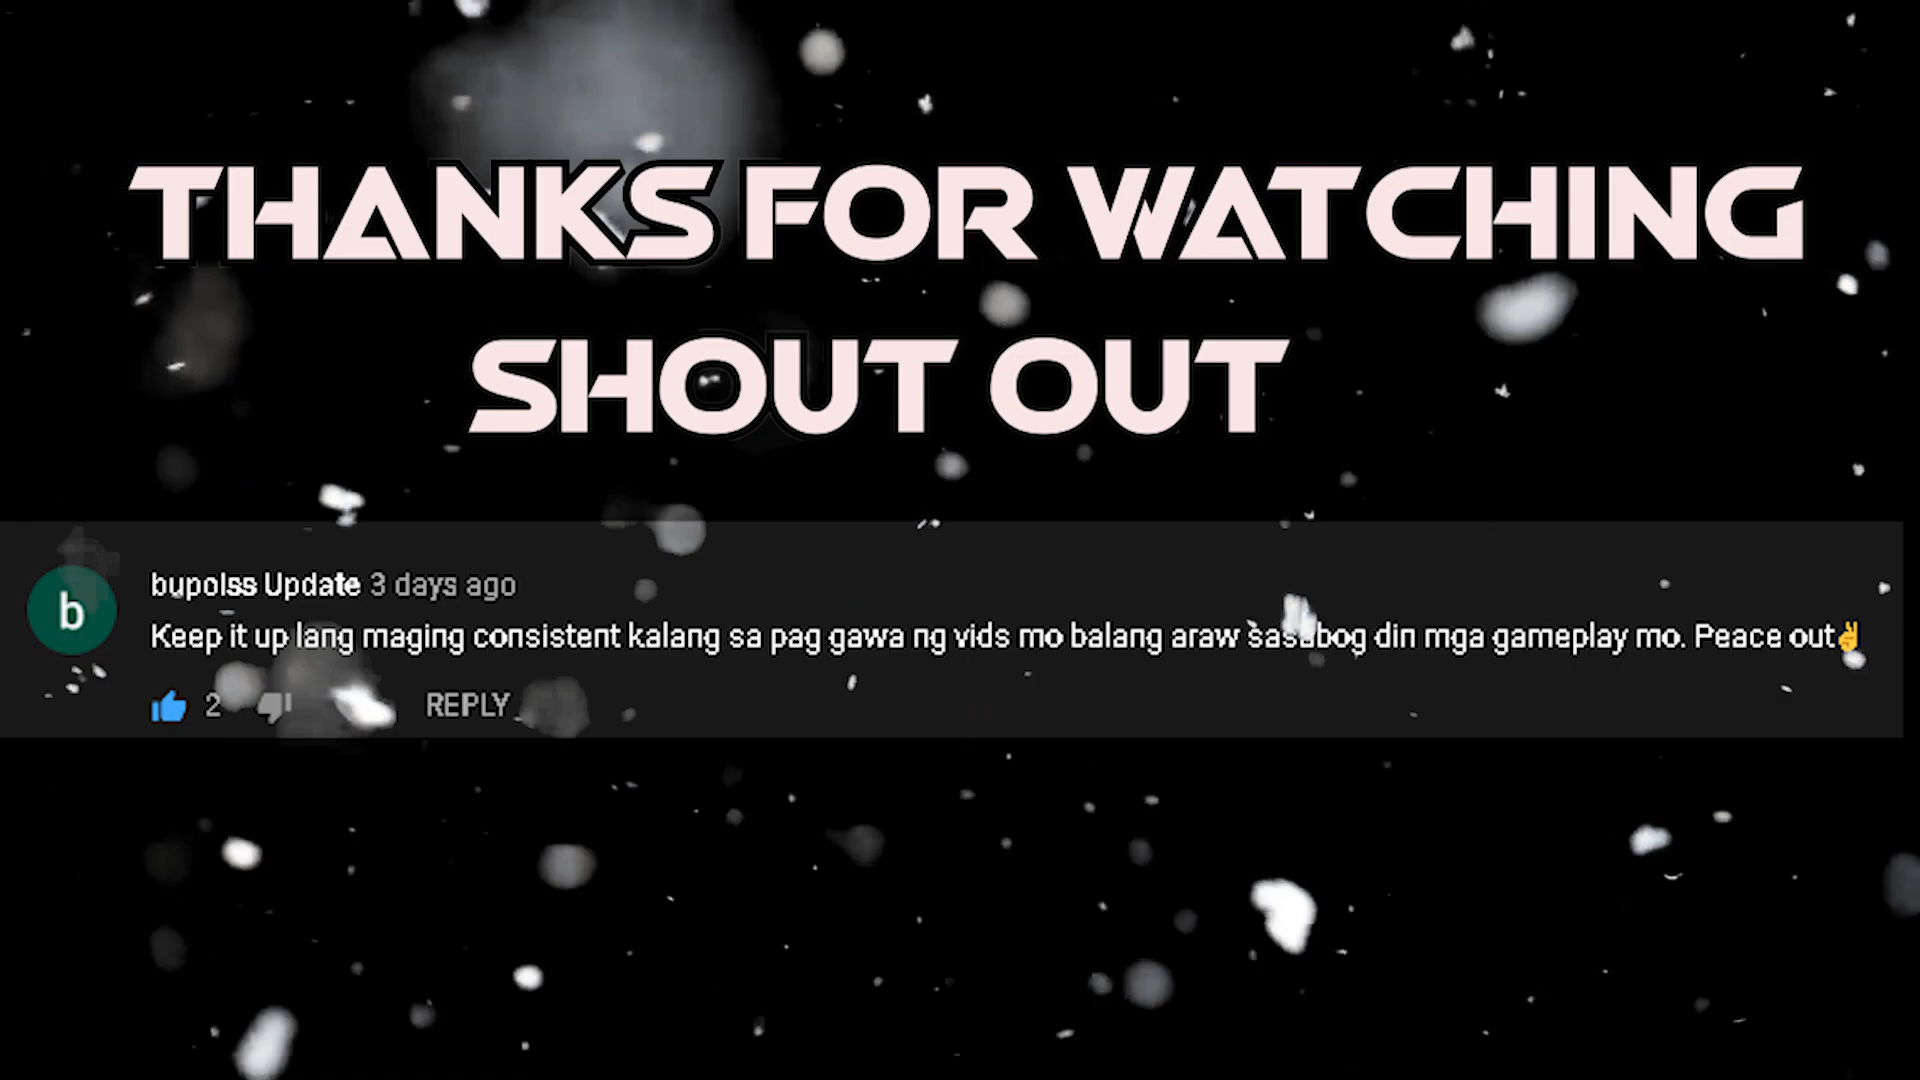 THANKS FOR WATCHING
SHOUT OUT
b
bupolss Update 3 days ago
Keep it up lang maging consistent kalang sa pag gawa ng vids mo balang araw sasabog din mga gameplay mo. Peace out✌
2 REPLY